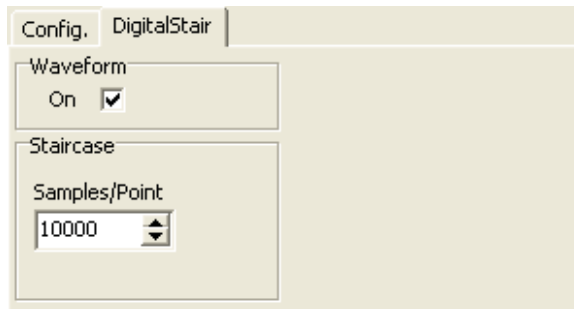 Config. DigitalStair
Waveform
On
Staircase
Samples/Point
10000